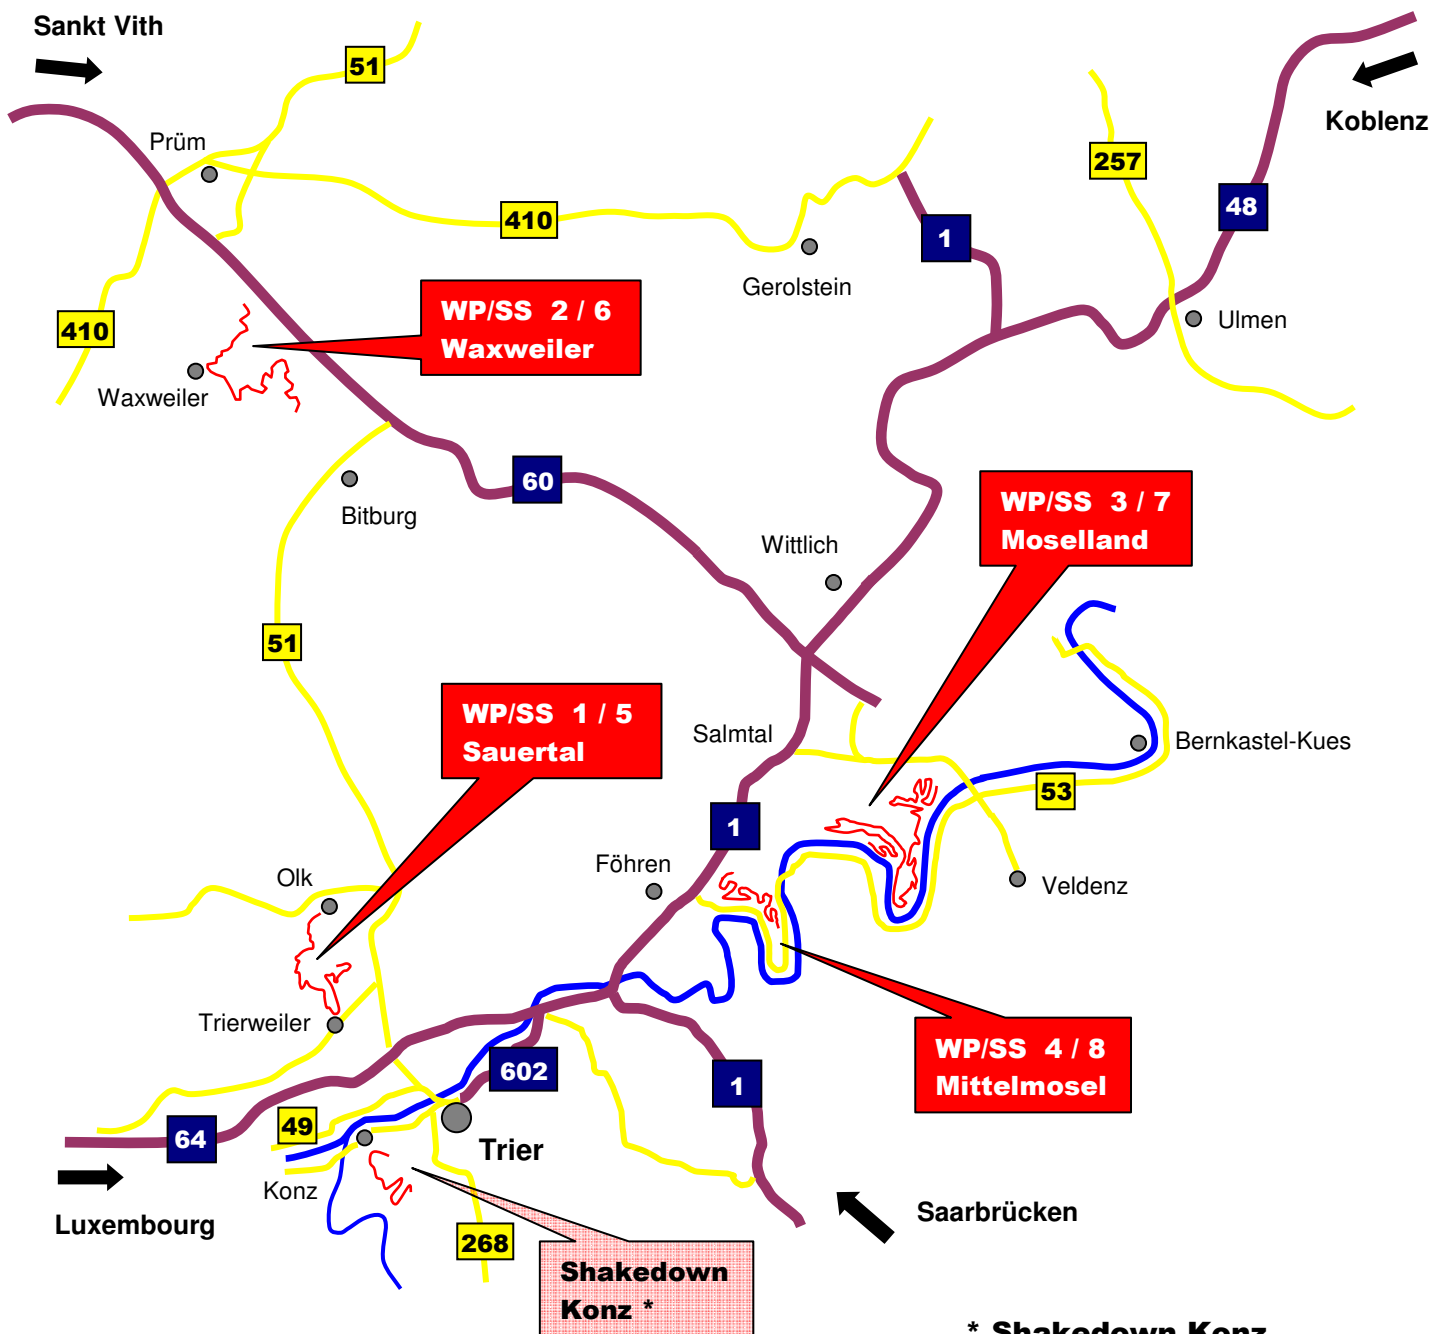 Sankt Vith
51
Koblenz
Prüm
257
48
410
1
Gerolstein
410
WP/SS 2 / 6
Waxweiler
Ulmen
Waxweiler
60
Bitburg
WP/SS 3 / 7
Moselland
Wittlich
51
WP/SS 1 / 5
Sauertal
Salmtal
Bernkastel-Kues
53
1
Föhren
Olk
Veldenz
Trierweiler
WP/SS 4 / 8
Mittelmosel
602
1
49
64
Trier
Konz
Luxembourg
Saarbrücken
268
Shakedown
Konz *
* Shakedown Konz